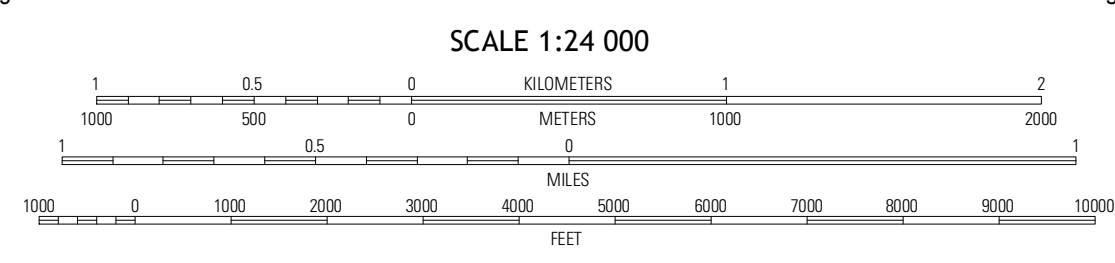 SCALE 1:24 000
1 0.5 0 KILOMETERS 1 2
1000 500 0 METERS 1000 2000
1 0.5 0 1
MILES
1000 0 1000 2000 3000 4000 5000 6000 7000 8000 9000 10000
FEET